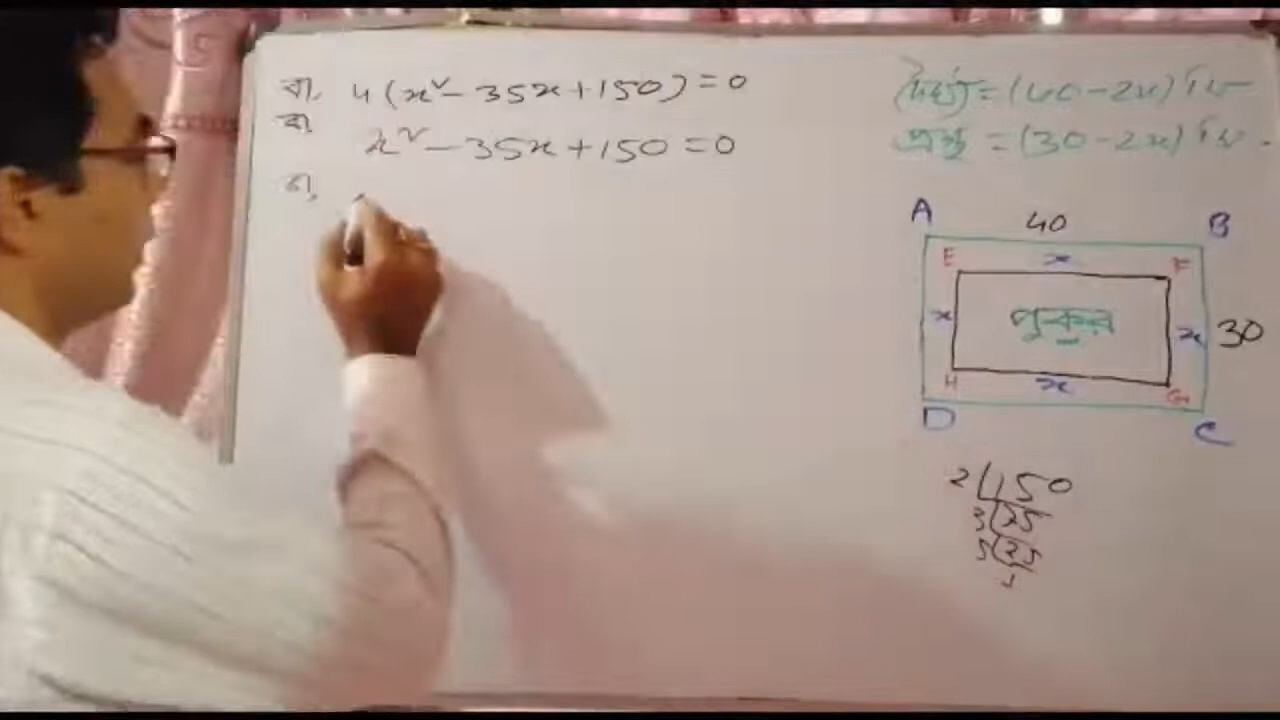 বা, 4(x² - 35x + 150) = 0
বা x² - 35x + 150 = 0
বা,
দৈর্ঘ্য = (40 - 2x) মি
প্রস্থ = (30 - 2x) মি.
A 40 B
E x F
x পুকুর x 30
H x G
D C
2 150
3 75
5 25
5